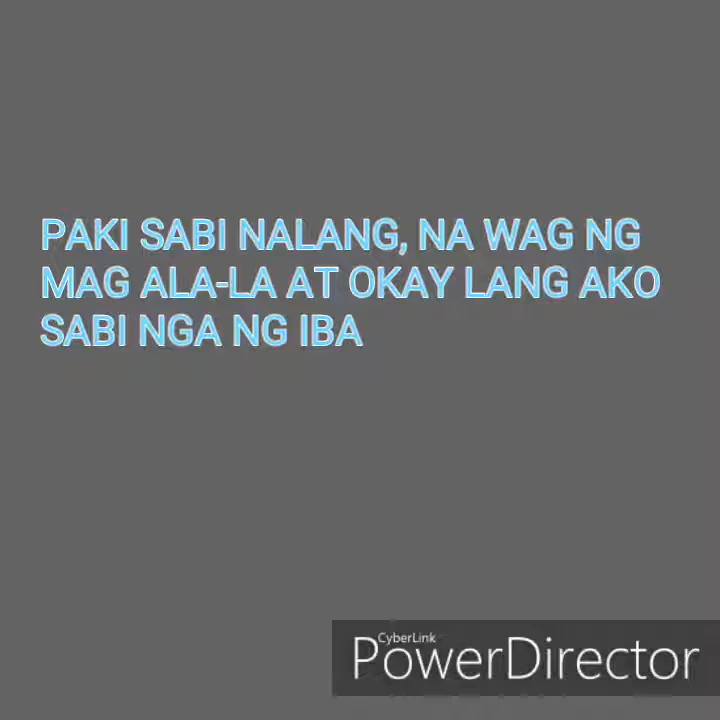 PAKI SABI NALANG, NA WAG NG
MAG ALA-LA AT OKAY LANG AKO
SABI NGA NG IBA
CyberLink
PowerDirector